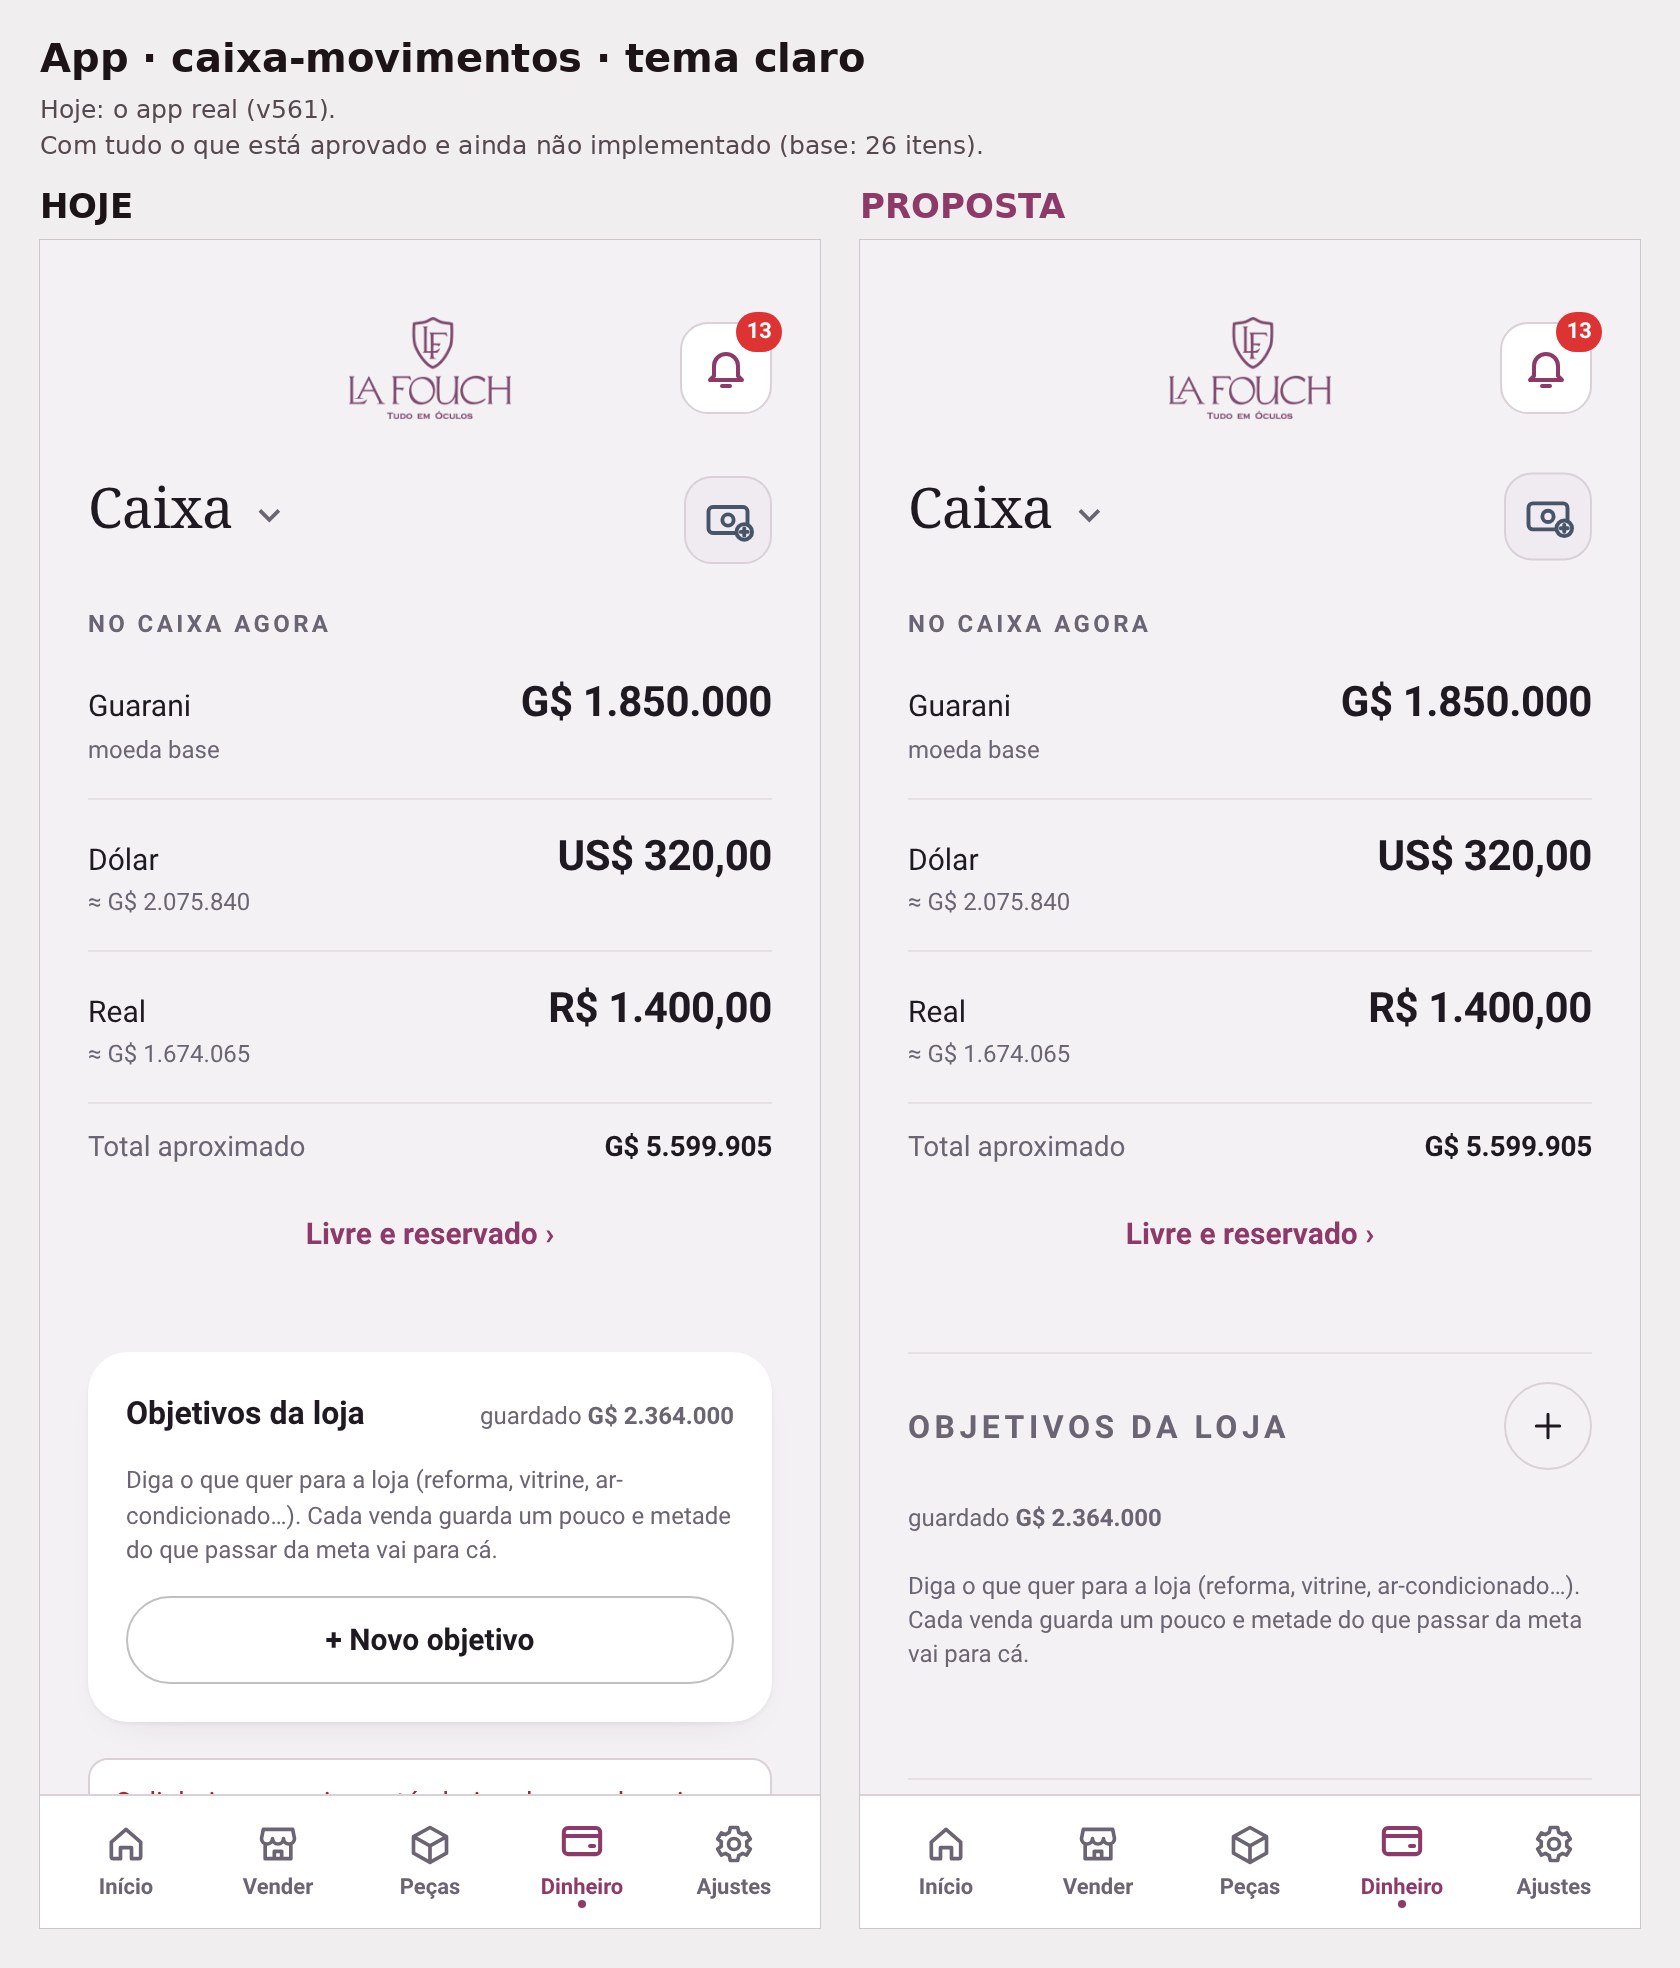 App · caixa-movimentos · tema claro
Hoje: o app real (v561).
Com tudo o que está aprovado e ainda não implementado (base: 26 itens).
HOJE
LF
LA FOUCH
TUDO EM ÓCULOS
13
Caixa
NO CAIXA AGORA
Guarani G$ 1.850.000
moeda base
Dólar US$ 320,00
≈ G$ 2.075.840
Real R$ 1.400,00
≈ G$ 1.674.065
Total aproximado G$ 5.599.905
Livre e reservado ›
Objetivos da loja guardado G$ 2.364.000
Diga o que quer para a loja (reforma, vitrine, ar-
condicionado…). Cada venda guarda um pouco e metade
do que passar da meta vai para cá.
+ Novo objetivo
Início Vender Peças Dinheiro Ajustes
PROPOSTA
LF
LA FOUCH
TUDO EM ÓCULOS
13
Caixa
NO CAIXA AGORA
Guarani G$ 1.850.000
moeda base
Dólar US$ 320,00
≈ G$ 2.075.840
Real R$ 1.400,00
≈ G$ 1.674.065
Total aproximado G$ 5.599.905
Livre e reservado ›
OBJETIVOS DA LOJA +
guardado G$ 2.364.000
Diga o que quer para a loja (reforma, vitrine, ar-condicionado…).
Cada venda guarda um pouco e metade do que passar da meta
vai para cá.
Início Vender Peças Dinheiro Ajustes